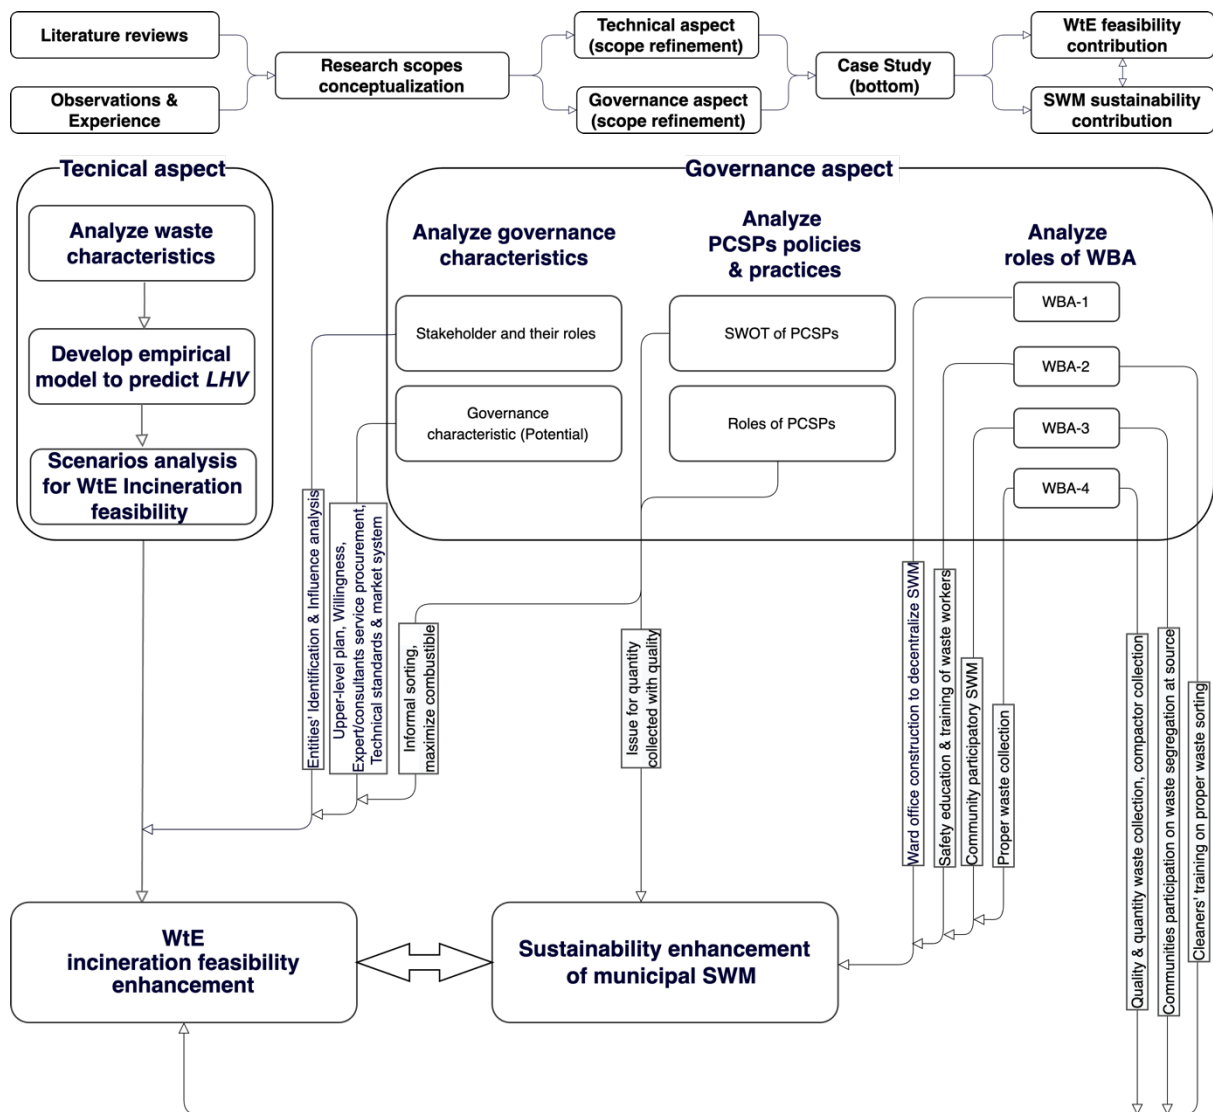 Literature reviews
Observations &
Experience
Research scopes
conceptualization
Technical aspect
(scope refinement)
Governance aspect
(scope refinement)
Case Study
(bottom)
WtE feasibility
contribution
SWM sustainability
contribution
Tecnical aspect
Analyze waste
characteristics
Develop empirical
model to predict LHV
Scenarios analysis
for WtE Incineration
feasibility
Governance aspect
Analyze governance
characteristics
Stakeholder and their roles
Governance
characteristic (Potential)
Analyze
PCSPs policies
& practices
SWOT of PCSPs
Roles of PCSPs
Analyze
roles of WBA
WBA-1
WBA-2
WBA-3
WBA-4
Entities' Identification & Influence analysis
Upper-level plan, Willingness,
Expert/consultants service procurement,
Technical standards & market system
Informal sorting,
maximize combustible
Issue for quantity
collected with quality
Ward office construction to decentralize SWM
Safety education & training of waste workers
Community participatory SWM
Proper waste collection
Quality & quantity waste collection, compactor collection
Communities participation on waste segregation at source
Cleaners' training on proper waste sorting
WtE
incineration feasibility
enhancement
Sustainability enhancement
of municipal SWM